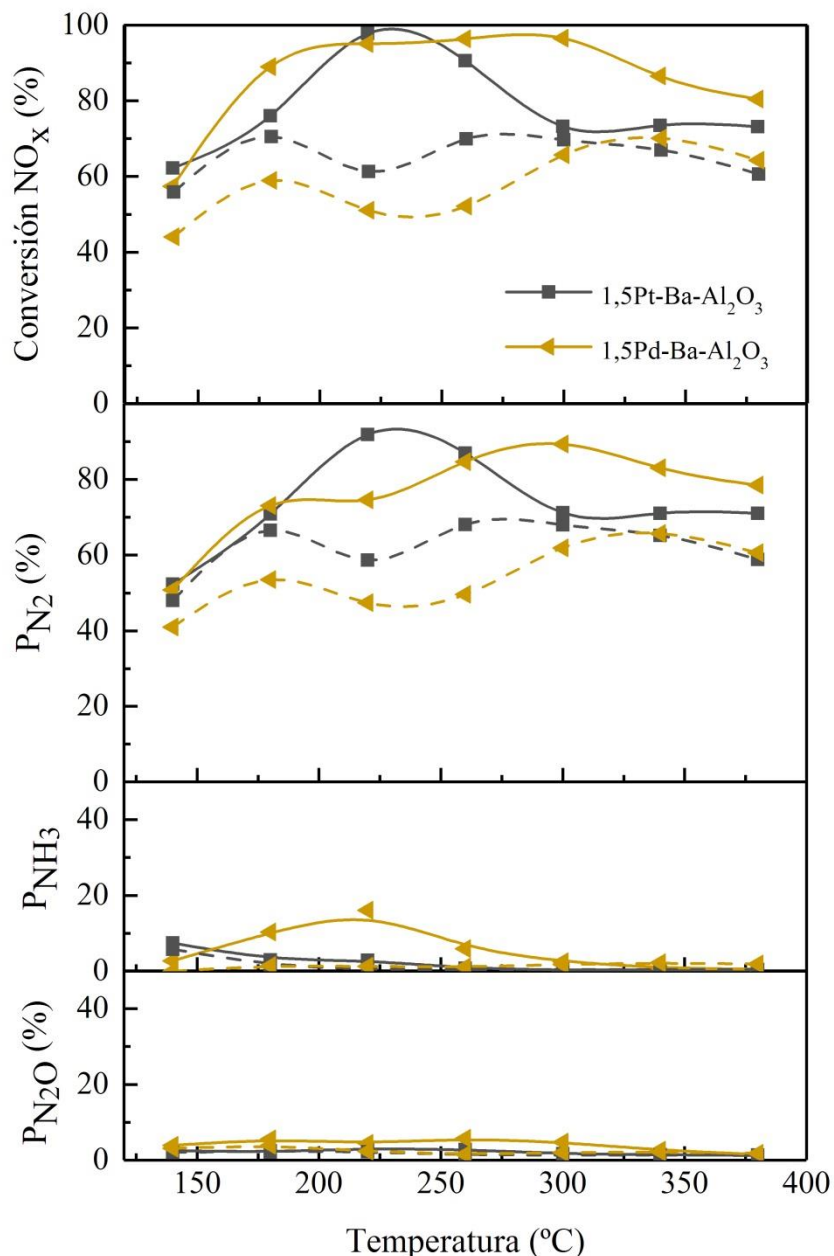 Conversión NOX (%)
100
80
60
40
20
0
1,5Pt-Ba-Al2O3
1,5Pd-Ba-Al2O3
PN2 (%)
80
60
40
20
0
PNH3
40
20
0
PN2O (%)
40
20
0
150 200 250 300 350 400
Temperatura (ºC)